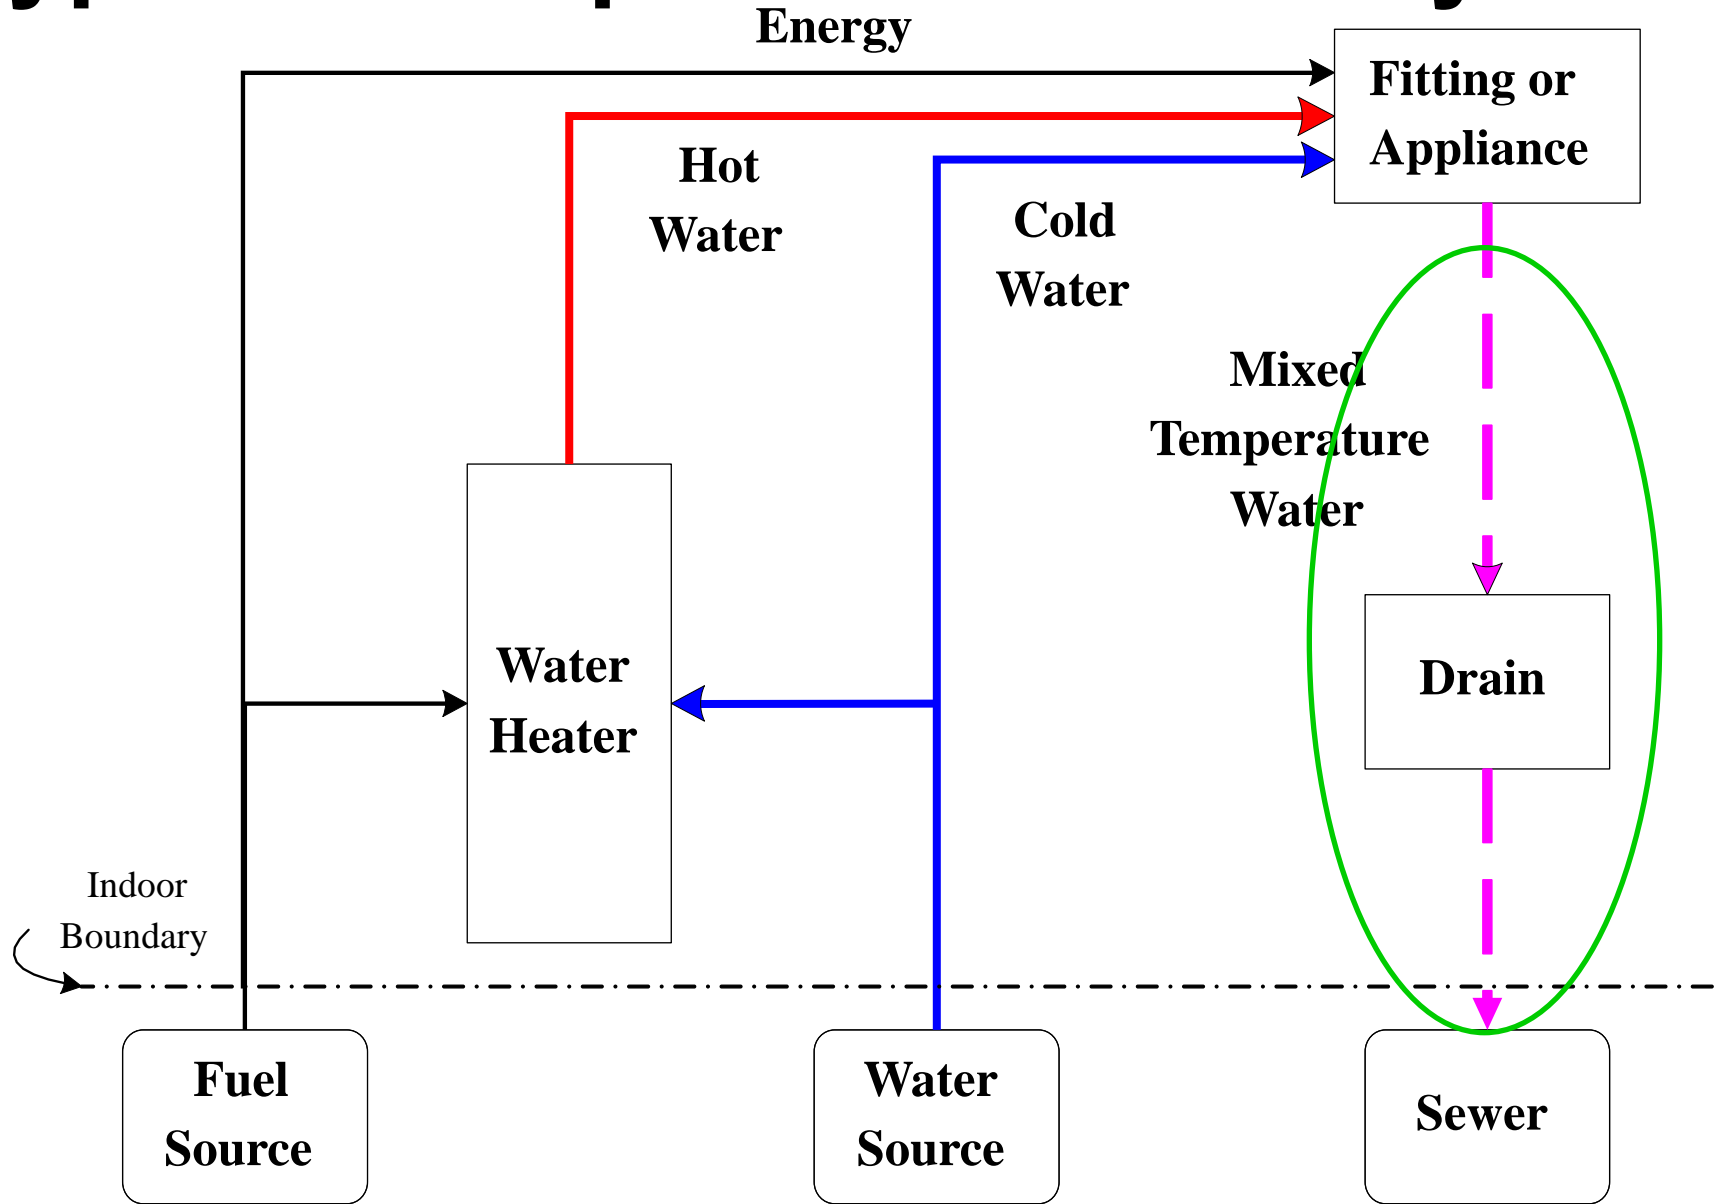 Energy
Fitting or
Appliance
Hot
Water
Cold
Water
Mixed
Temperature
Water
Water
Heater
Drain
Indoor
Boundary
Fuel
Source
Water
Source
Sewer